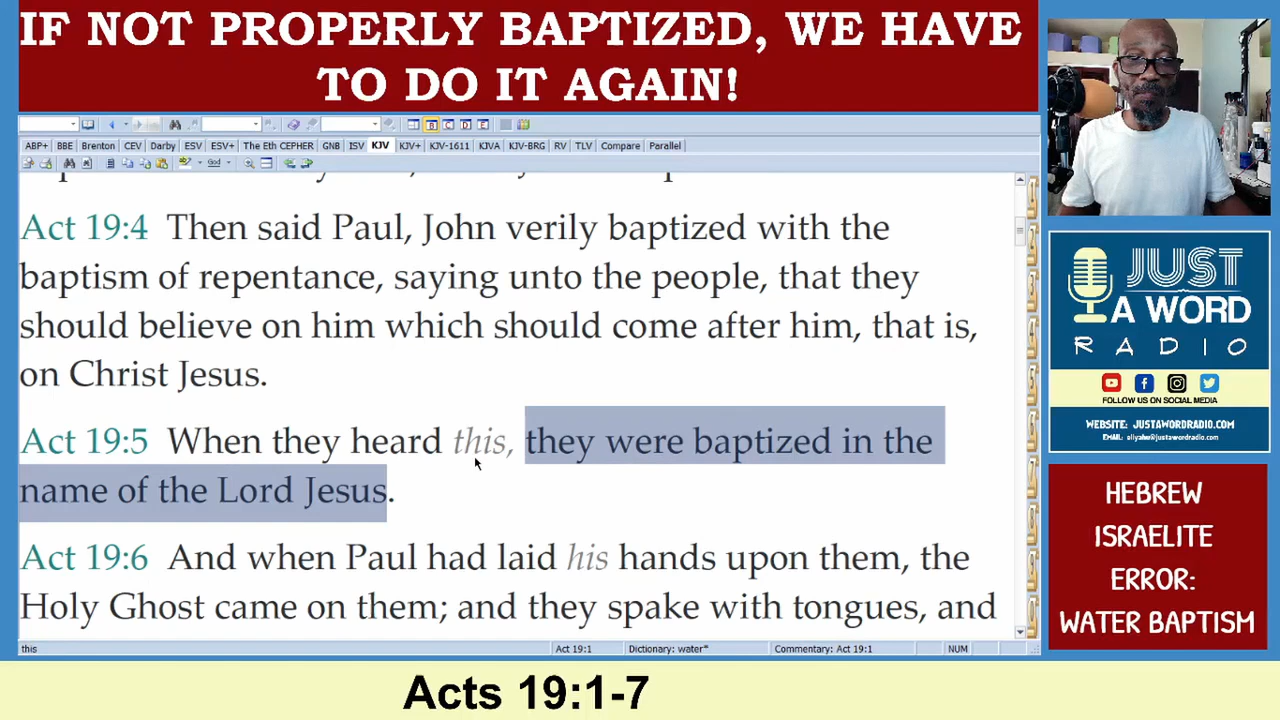 IF NOT PROPERLY BAPTIZED, WE HAVE
TO DO IT AGAIN!
ABP+ BBE Brenton CEV Darby ESV ESV+ The Eth CEPHER GNB ISV KJV KJV+ KJV-1611 KJVA KJV-BRG RV TLV Compare Parallel
Act 19:4 Then said Paul, John verily baptized with the
baptism of repentance, saying unto the people, that they
should believe on him which should come after him, that is,
on Christ Jesus.
Act 19:5 When they heard this, they were baptized in the
name of the Lord Jesus.
Act 19:6 And when Paul had laid his hands upon them, the
Holy Ghost came on them; and they spake with tongues, and
this Act 19:1 Dictionary: water* Commentary: Act 19:1 NUM
JUST
A WORD
RADIO
FOLLOW US ON SOCIAL MEDIA
WEBSITE: JUSTAWORDRADIO.COM
EMAIL: eliyahu@justawordradio.com
HEBREW
ISRAELITE
ERROR:
WATER BAPTISM
Acts 19:1-7